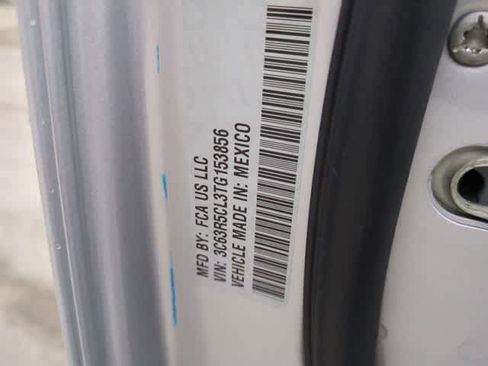 MFD BY: FCA US LLC
VIN: 3C63R5CL3TG153856
VEHICLE MADE IN: MEXICO